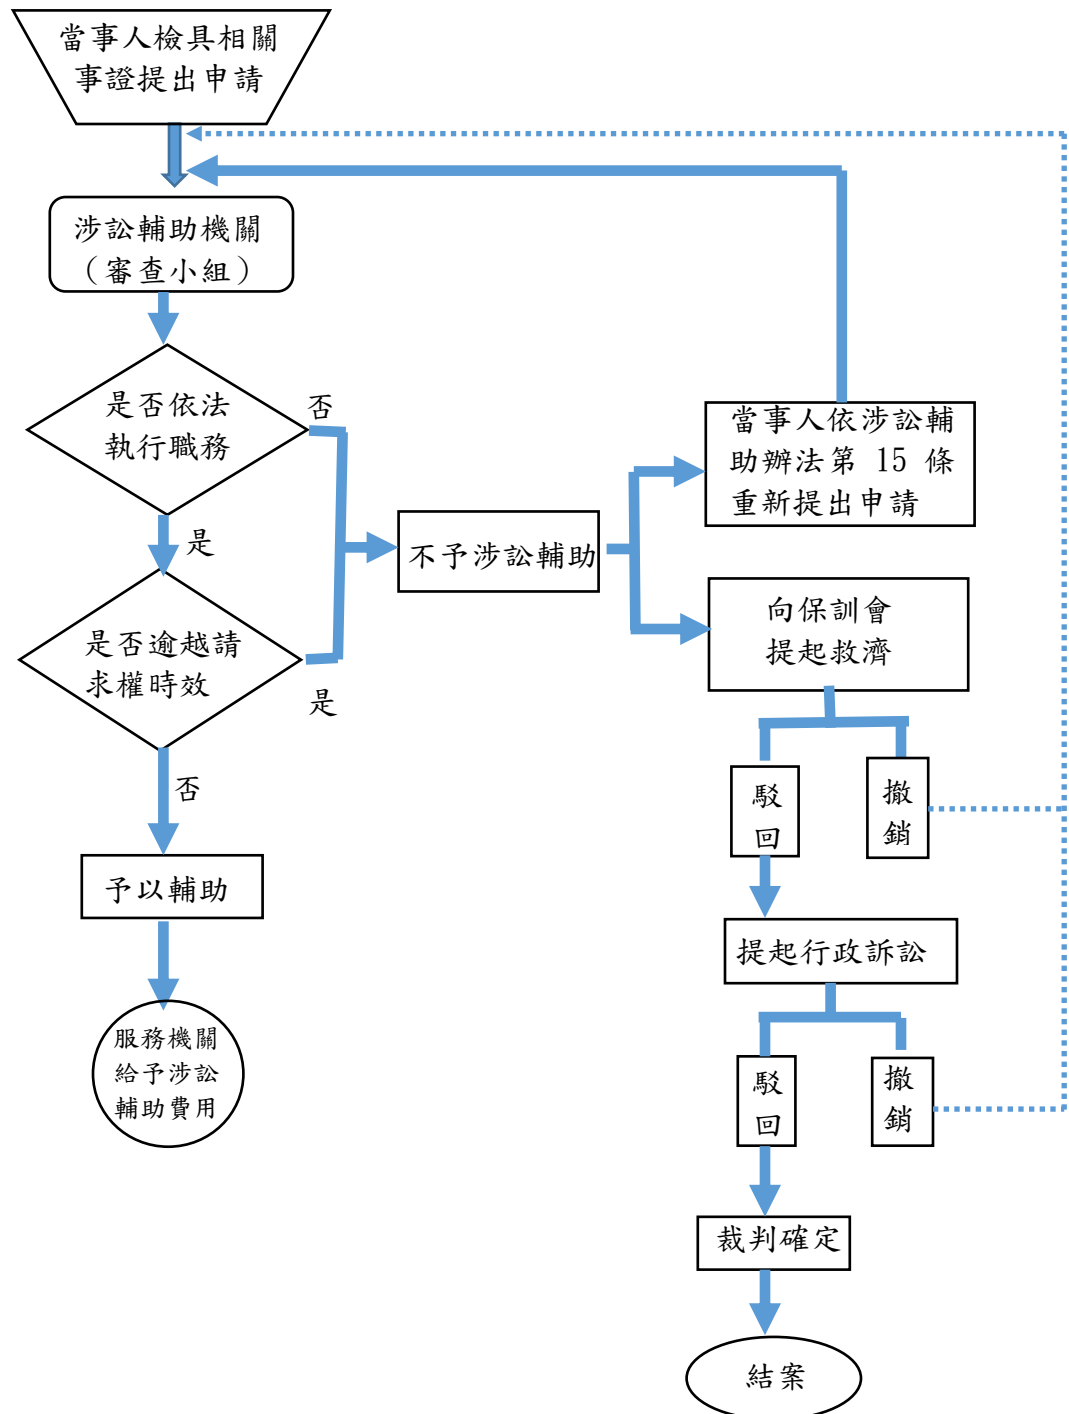 當事人檢具相關
事證提出申請
涉訟輔助機關
（審查小組）
是否依法
執行職務
否
是
是否逾越請
求權時效
是
否
予以輔助
服務機關
給予涉訟
輔助費用
不予涉訟輔助
當事人依涉訟輔
助辦法第 15 條
重新提出申請
向保訓會
提起救濟
駁
回
撤
銷
提起行政訴訟
駁
回
撤
銷
裁判確定
結案